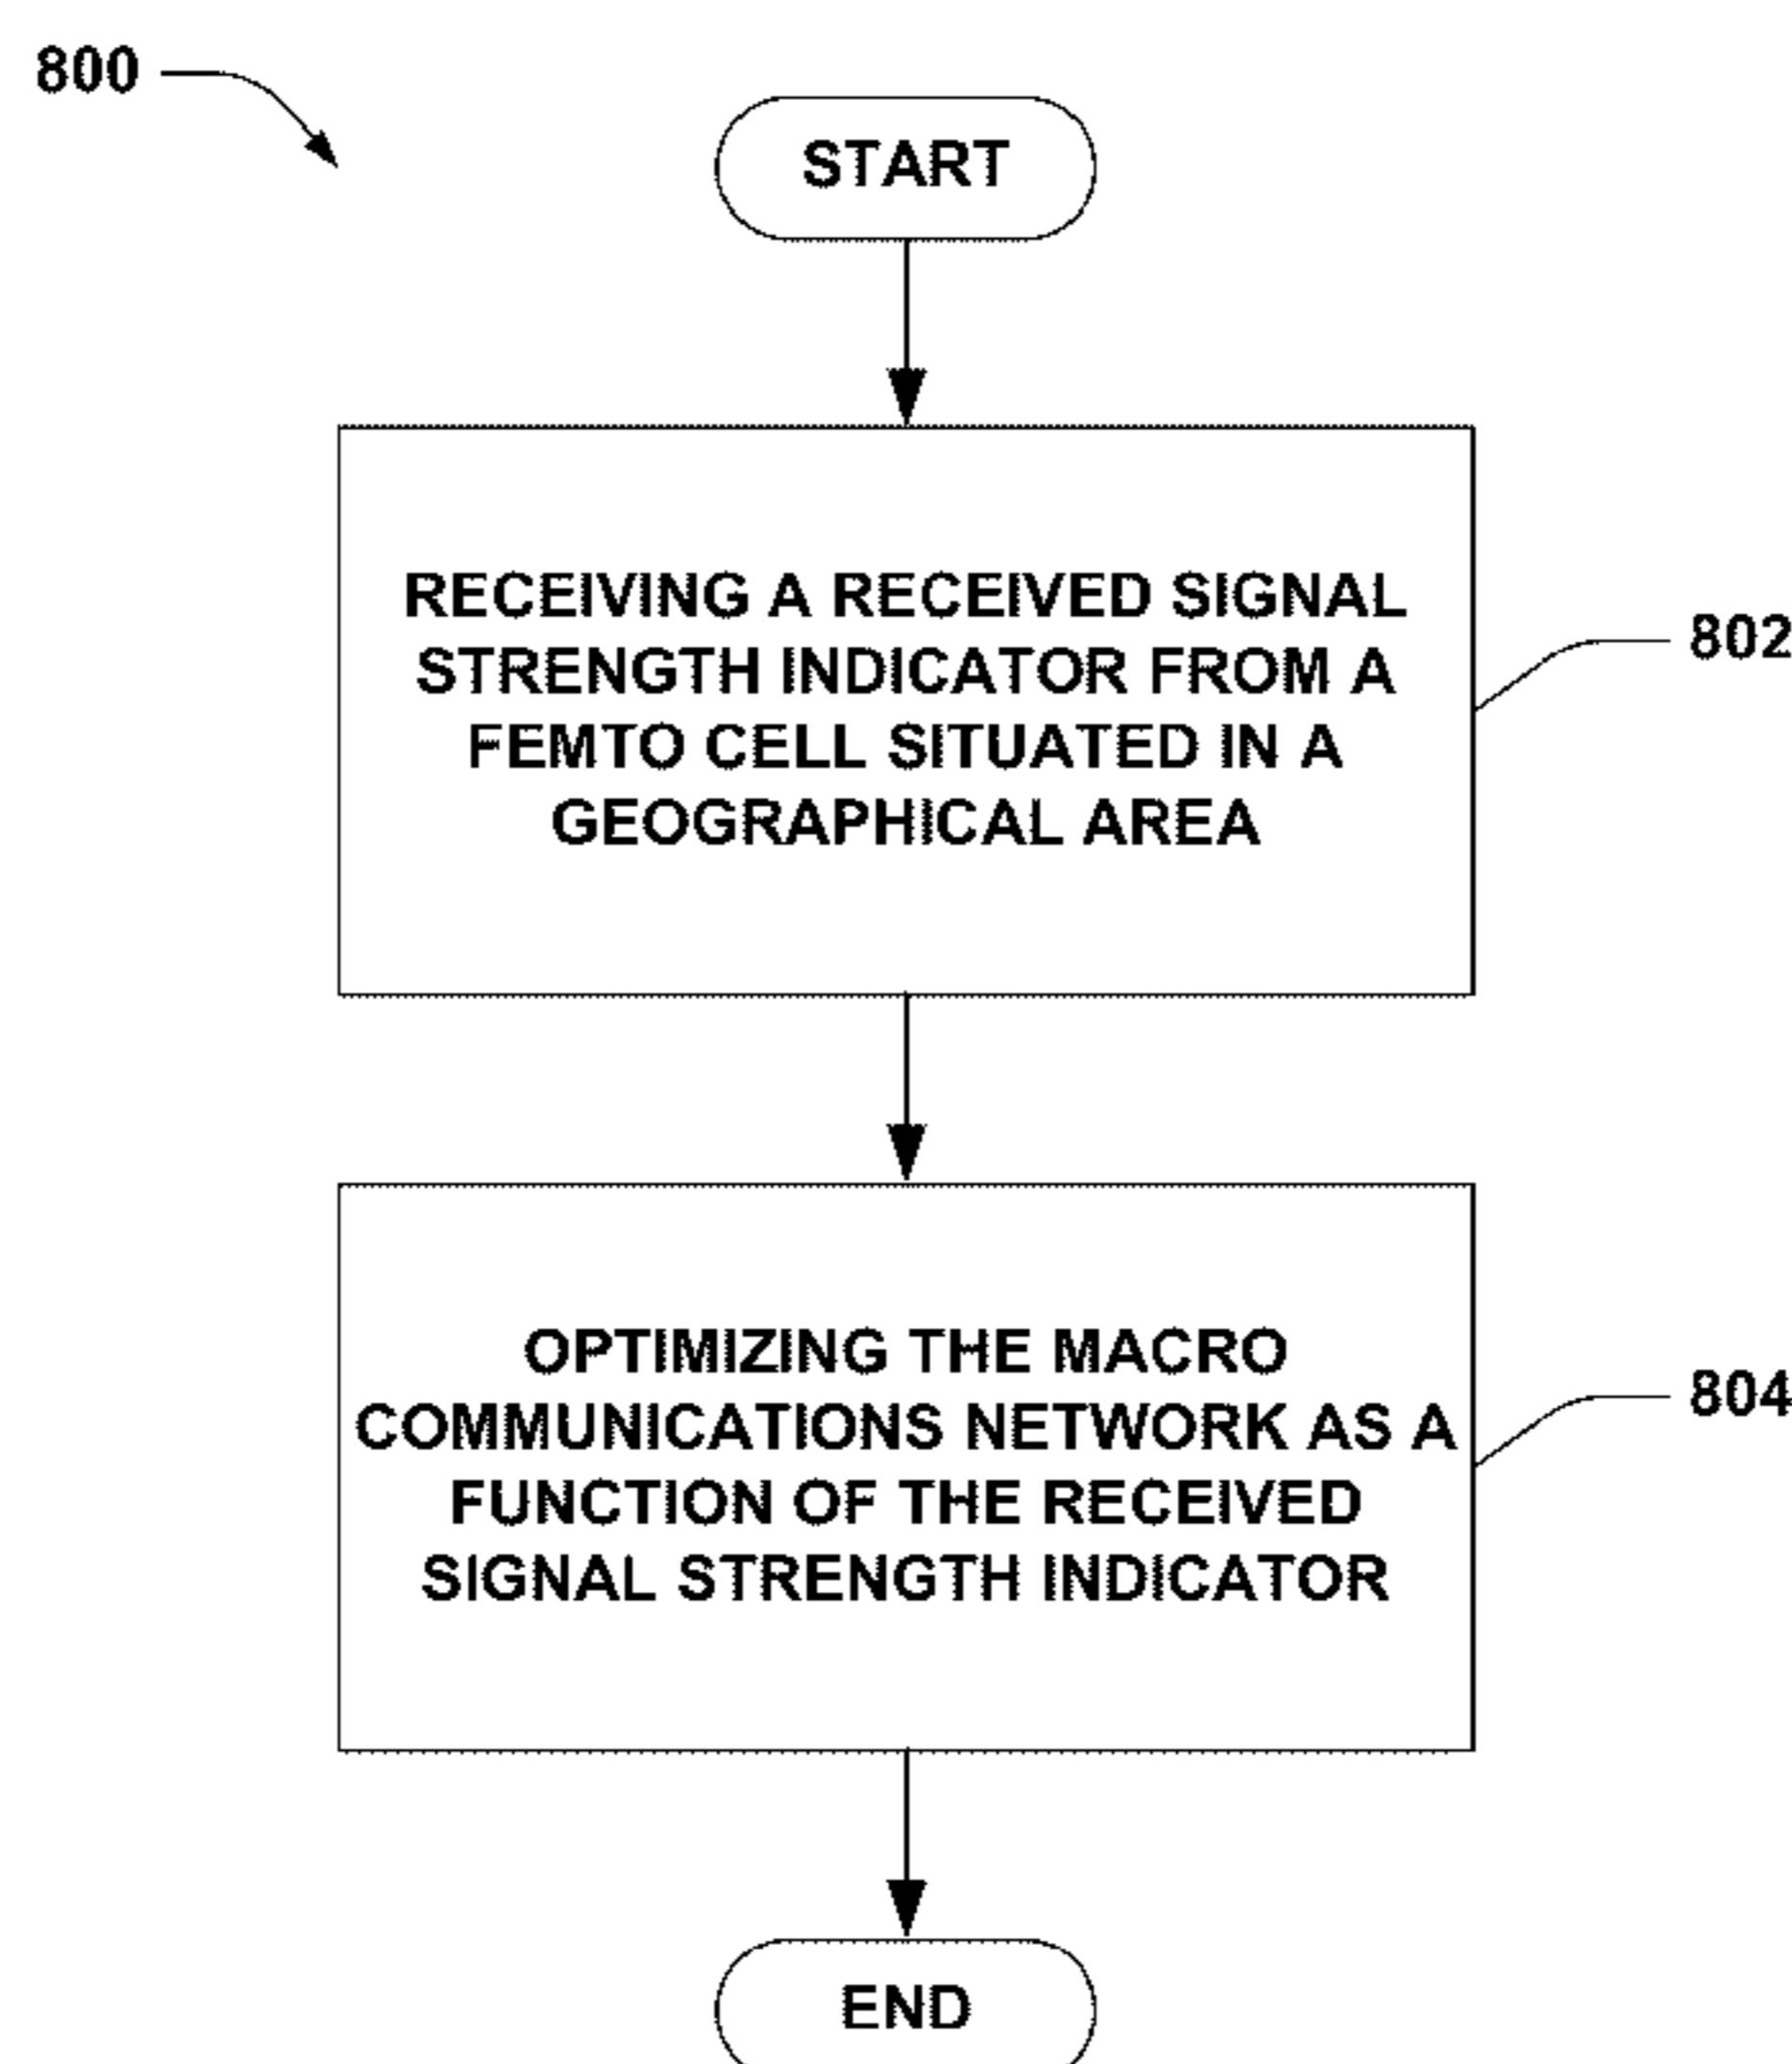 800
START
RECEIVING A RECEIVED SIGNAL
STRENGTH INDICATOR FROM A
FEMTO CELL SITUATED IN A
GEOGRAPHICAL AREA
802
OPTIMIZING THE MACRO
COMMUNICATIONS NETWORK AS A
FUNCTION OF THE RECEIVED
SIGNAL STRENGTH INDICATOR
804
END